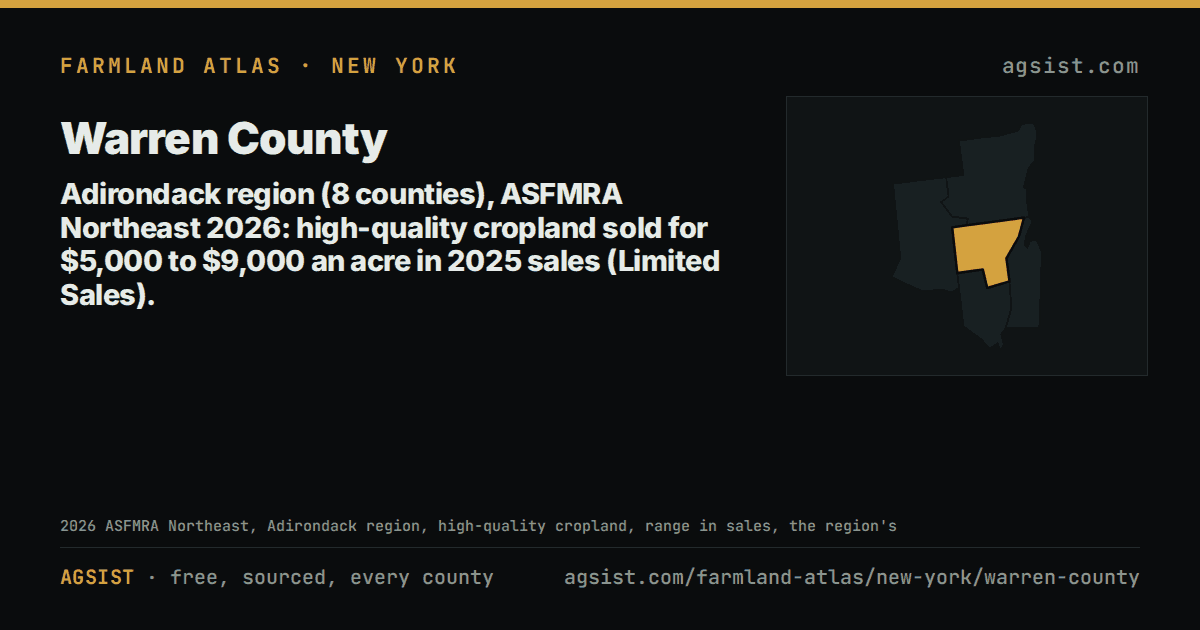 FARMLAND ATLAS · NEW YORK
agsist.com
Warren County
Adirondack region (8 counties), ASFMRA
Northeast 2026: high-quality cropland sold for
$5,000 to $9,000 an acre in 2025 sales (Limited
Sales).
2026 ASFMRA Northeast, Adirondack region, high-quality cropland, range in sales, the region's
AGSIST · free, sourced, every county
agsist.com/farmland-atlas/new-york/warren-county